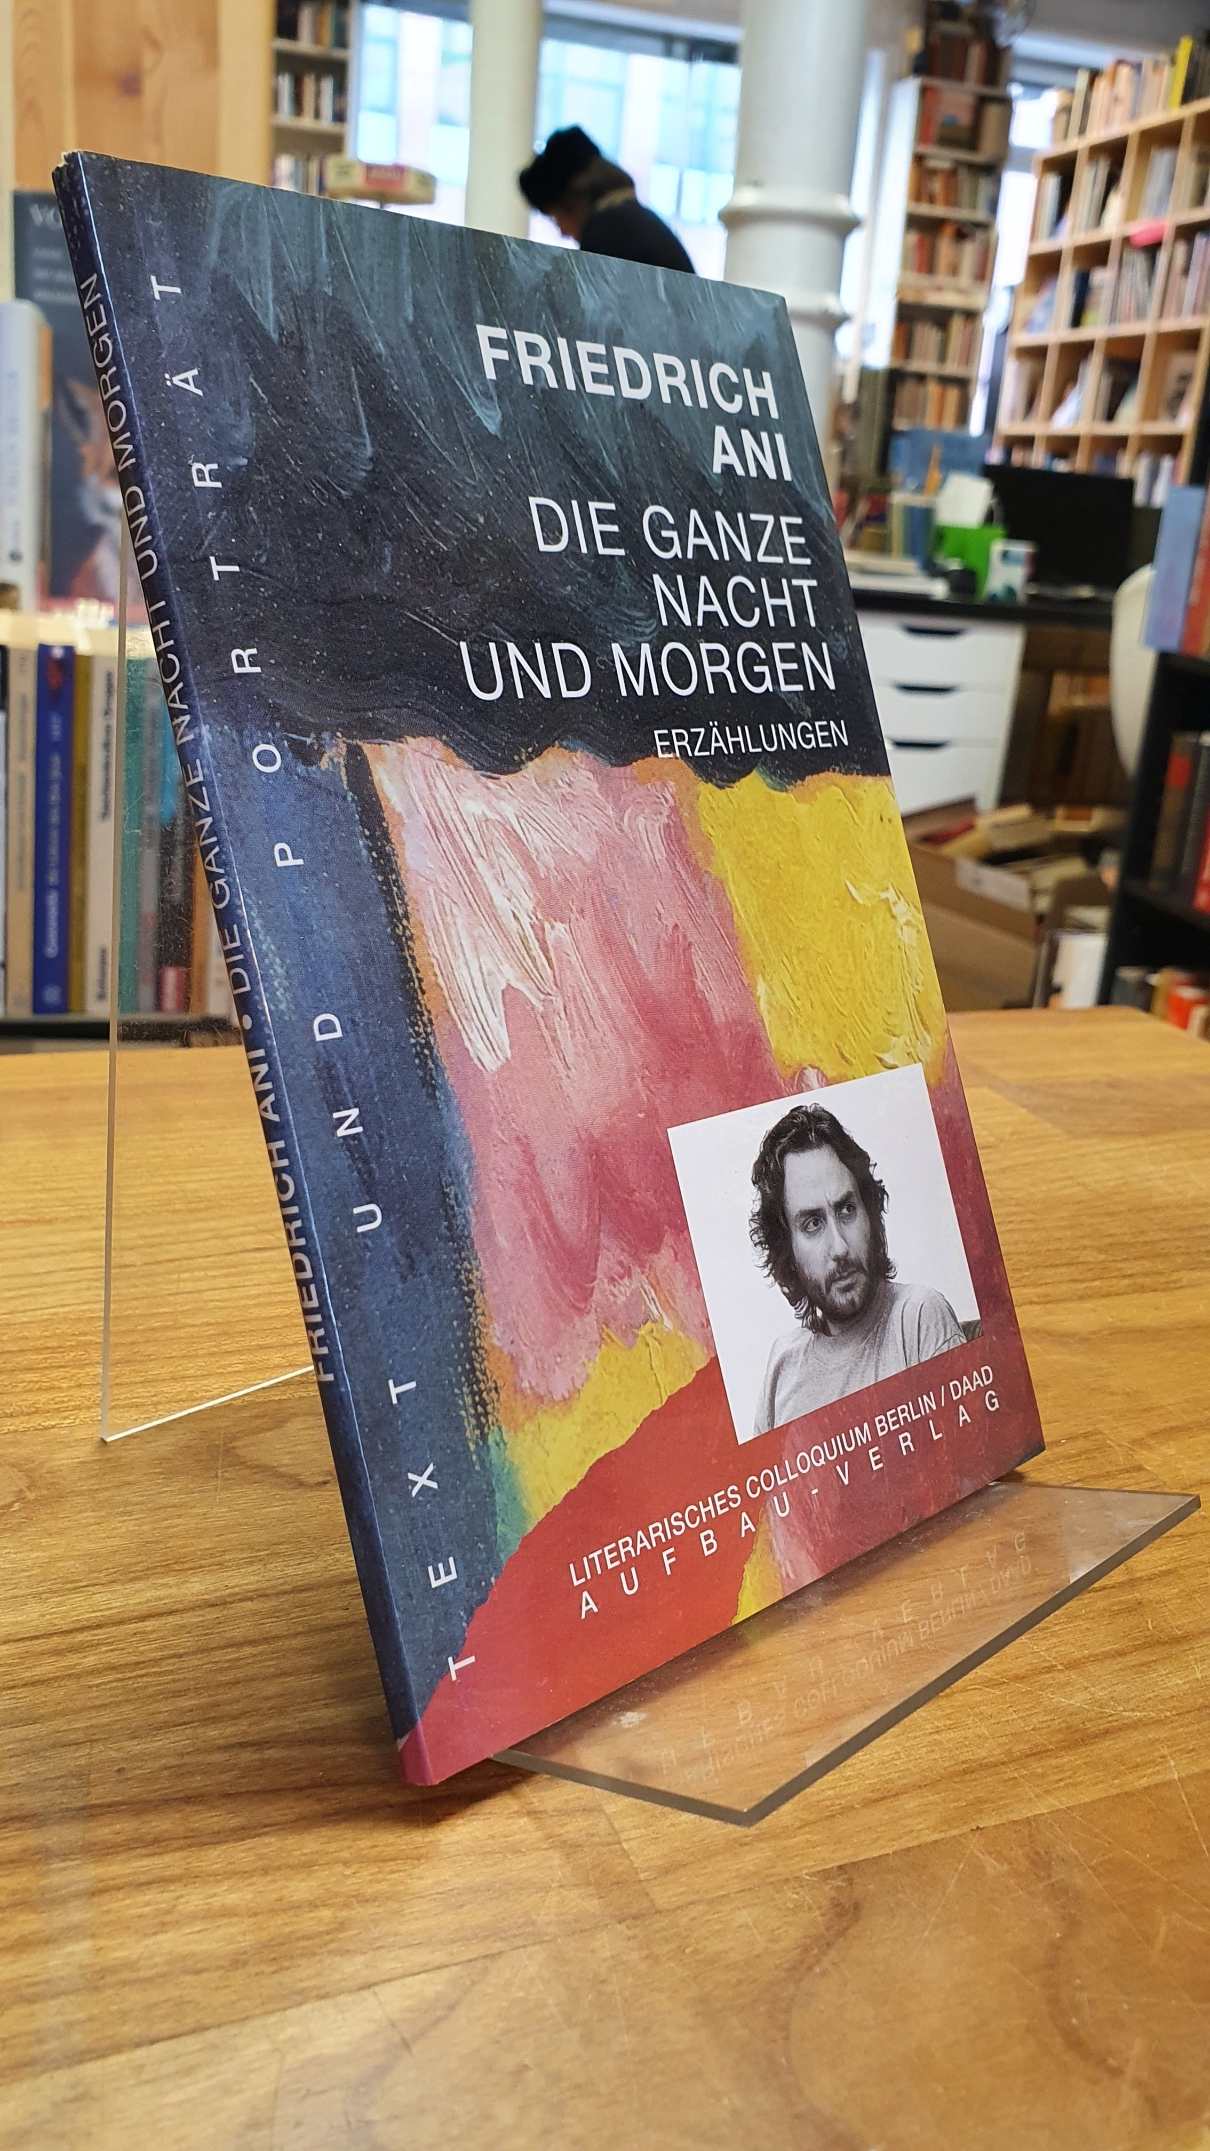 FRIEDRICH
ANI
DIE GANZE
NACHT
UND MORGEN
ERZÄHLUNGEN
TEXT UND PORTRÄT
FRIEDRICH ANI • DIE GANZE NACHT UND MORGEN
LITERARISCHES COLLOQUIUM BERLIN / DAAD
AUFBAU-VERLAG